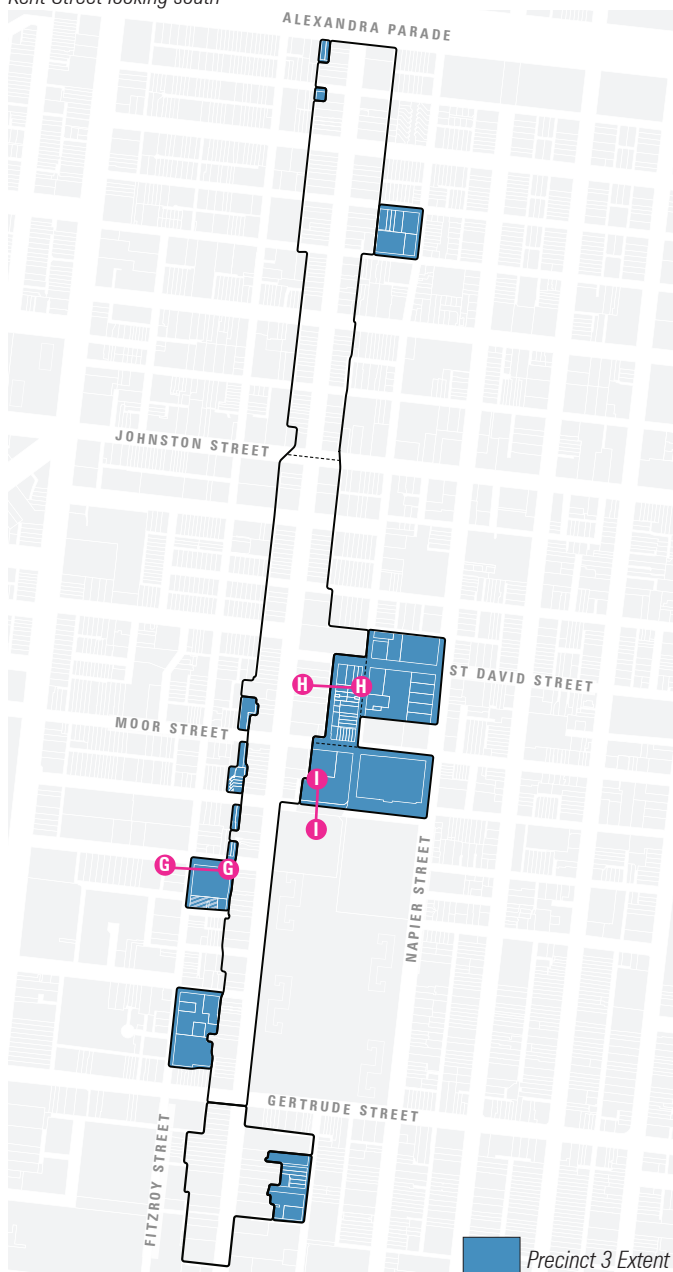 Kent Street looking south
ALEXANDRA PARADE
JOHNSTON STREET
ST DAVID STREET
H H
MOOR STREET
I
I
G G
NAPIER STREET
GERTRUDE STREET
FITZROY STREET
Precinct 3 Extent